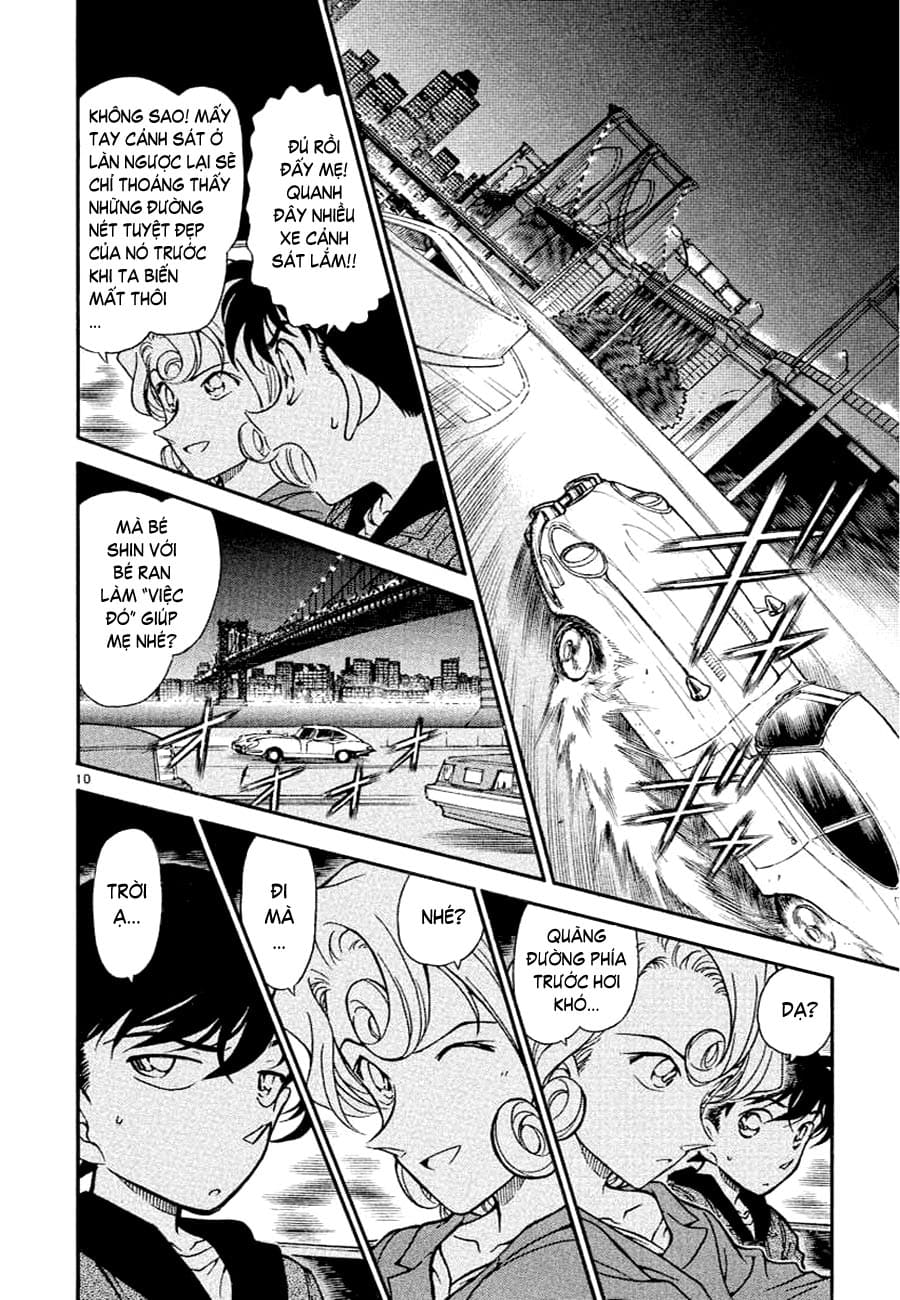 ĐỦ RỒI
ĐẤY MẸ!
QUANH
ĐÂY NHIỀU
XE CẢNH
SÁT LẮM!!
KHÔNG SAO! MẤY
TAY CẢNH SÁT Ở
LÀN NGƯỢC LẠI SẼ
CHỈ THOÁNG THẤY
NHỮNG ĐƯỜNG
NÉT TUYỆT ĐẸP
CỦA NÓ TRƯỚC
KHI TA BIẾN
MẤT THÔI
...
MÀ BÉ
SHIN VỚI
BÉ RAN
LÀM “VIỆC
ĐÓ” GIÚP
MẸ NHÉ?
10
DẠ?
QUÃNG
ĐƯỜNG PHÍA
TRƯỚC HƠI
KHÓ...
NHÉ?
ĐI
MÀ
...
TRỜI
Ạ...